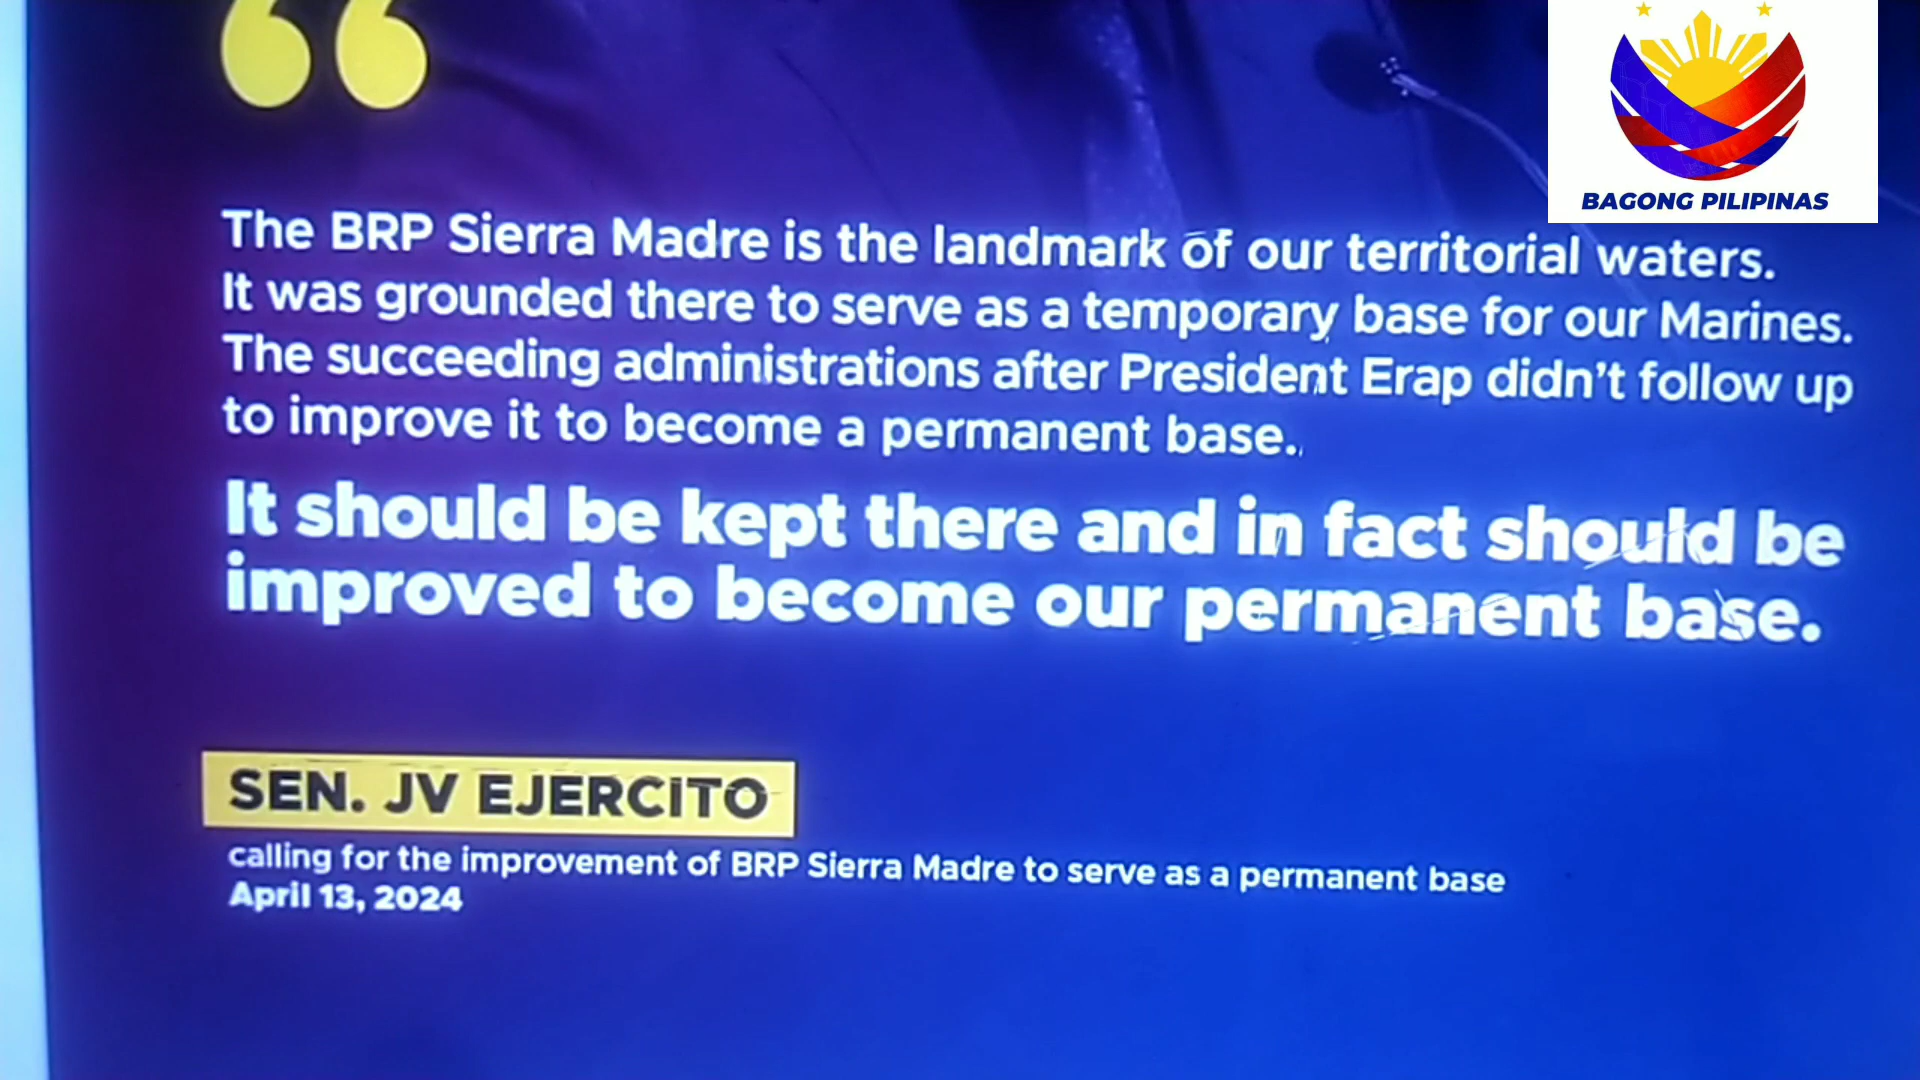 BAGONG PILIPINAS
The BRP Sierra Madre is the landmark of our territorial waters.
It was grounded there to serve as a temporary base for our Marines.
The succeeding administrations after President Erap didn't follow up
to improve it to become a permanent base.
It should be kept there and in fact should be
improved to become our permanent base.
SEN. JV EJERCITO
calling for the improvement of BRP Sierra Madre to serve as a permanent base
April 13, 2024